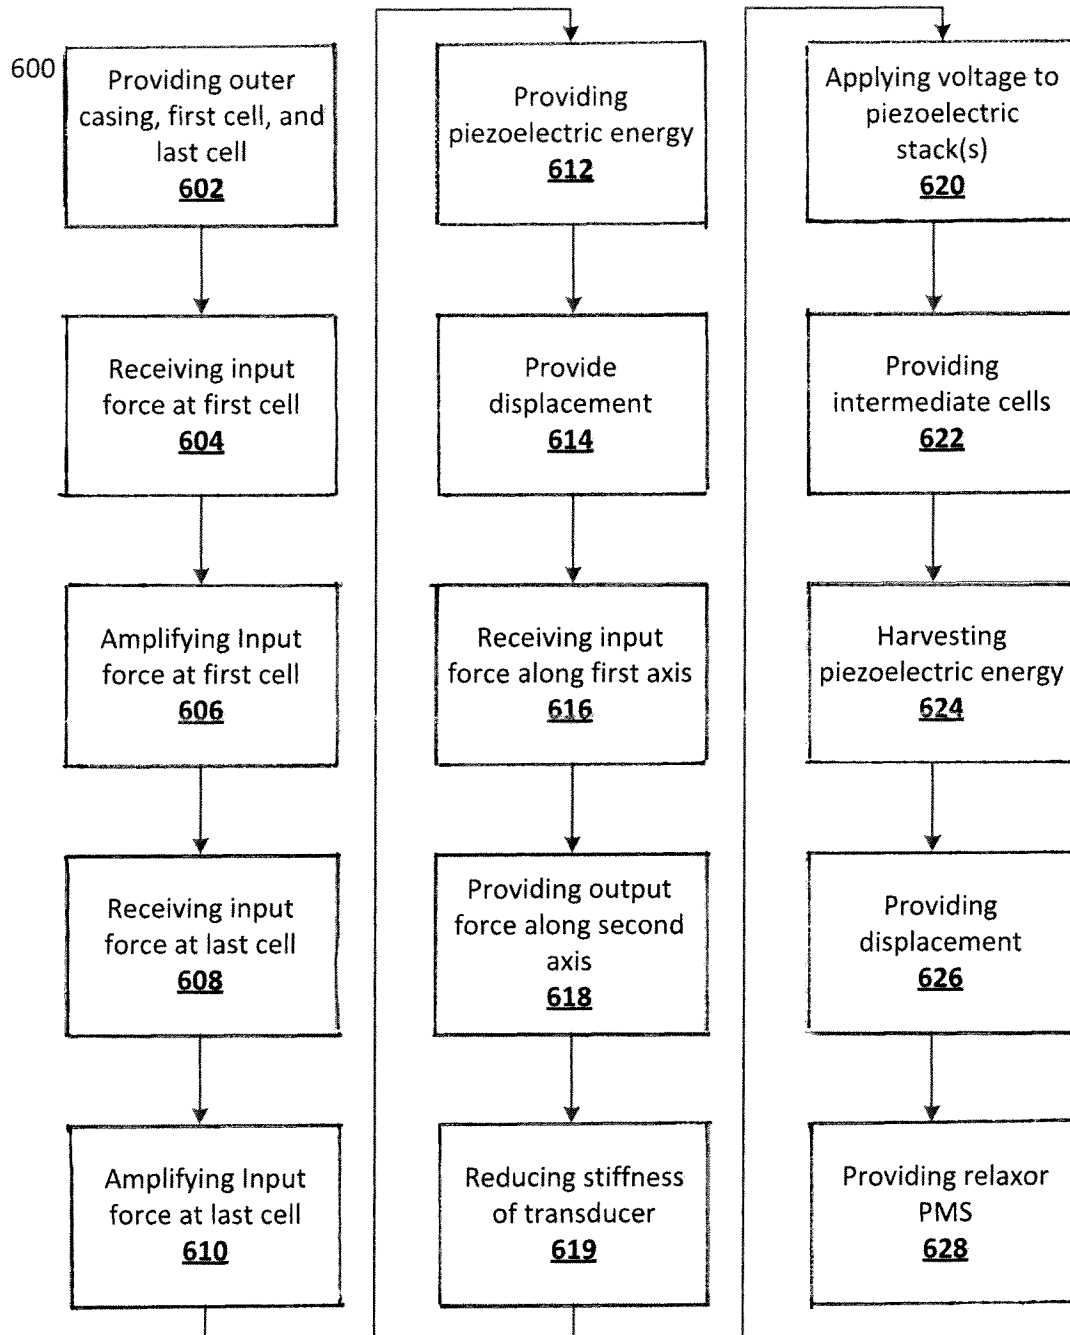 600
Providing outer
casing, first cell, and
last cell
602
Receiving input
force at first cell
604
Amplifying Input
force at first cell
606
Receiving input
force at last cell
608
Amplifying Input
force at last cell
610
Providing
piezoelectric energy
612
Provide
displacement
614
Receiving input
force along first axis
616
Providing output
force along second
axis
618
Reducing stiffness
of transducer
619
Applying voltage to
piezoelectric
stack(s)
620
Providing
intermediate cells
622
Harvesting
piezoelectric energy
624
Providing
displacement
626
Providing relaxor
PMS
628